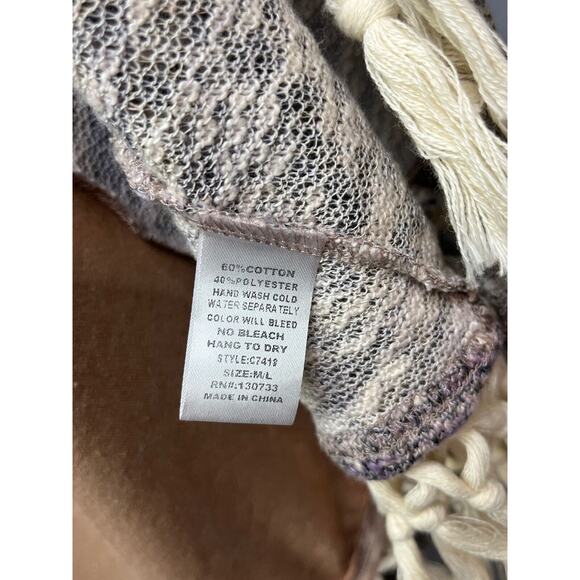 60%COTTON
40%POLYESTER
HAND WASH COLD
WATER SEPARATELY
COLOR WILL BLEED
NO BLEACH
HANG TO DRY
STYLE:C7418
SIZE:M/L
RN#:130733
MADE IN CHINA